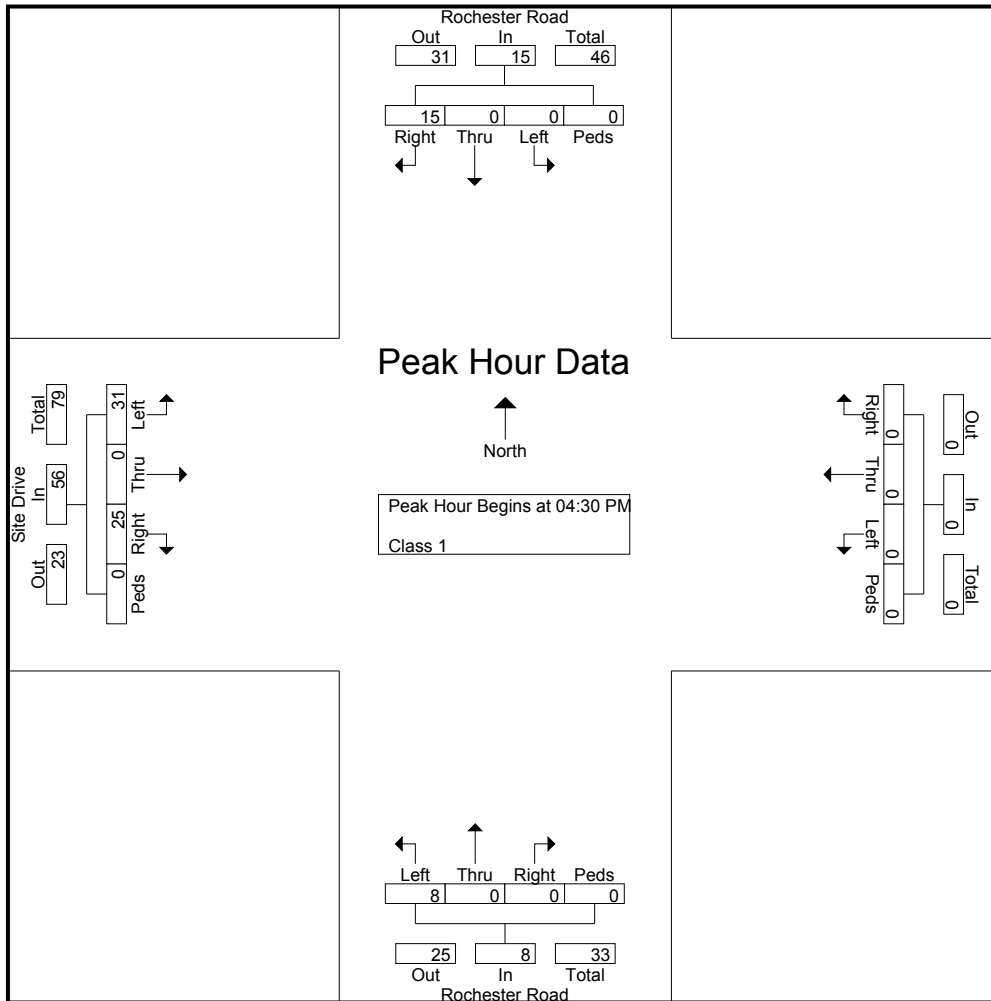 Rochester Road
Out In Total
31 15 46
15 0 0 0
Right Thru Left Peds
Peak Hour Data
North
Peak Hour Begins at 04:30 PM
Class 1
Site Drive
Total In Out
79 56 23
31 0 25 0
Left Thru Right Peds
Right Thru Left Peds
0 0 0 0
0 0 0
Out In Total
Left Thru Right Peds
8 0 0 0
25 8 33
Out In Total
Rochester Road